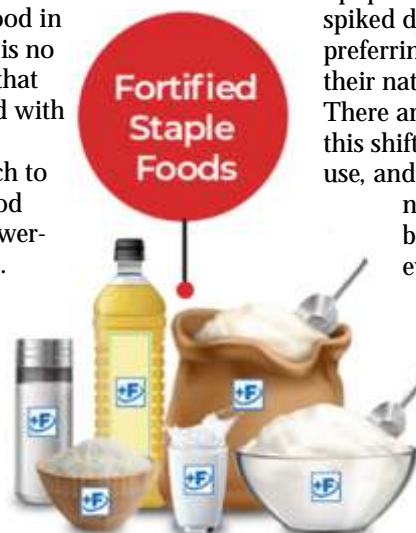 ood in
is no
that
d with
ch to
od
wer-
.
Fortified
Staple
Foods
spiked d
preferrin
their nat
There ar
this shift
use, and
n
b
e
+F
+F
+F
+F
+F
+F